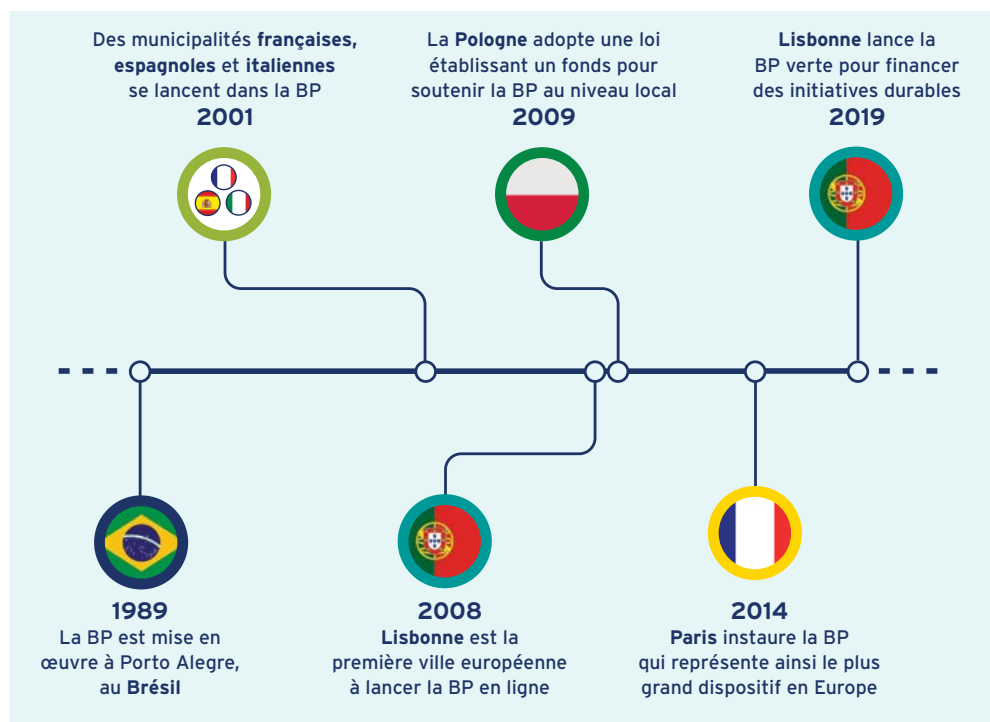 Des municipalités françaises,
espagnoles et italiennes
se lancent dans la BP
2001
La Pologne adopte une loi
établissant un fonds pour
soutenir la BP au niveau local
2009
Lisbonne lance la
BP verte pour financer
des initiatives durables
2019
1989
La BP est mise en
œuvre à Porto Alegre,
au Brésil
2008
Lisbonne est la
première ville européenne
à lancer la BP en ligne
2014
Paris instaure la BP
qui représente ainsi le plus
grand dispositif en Europe